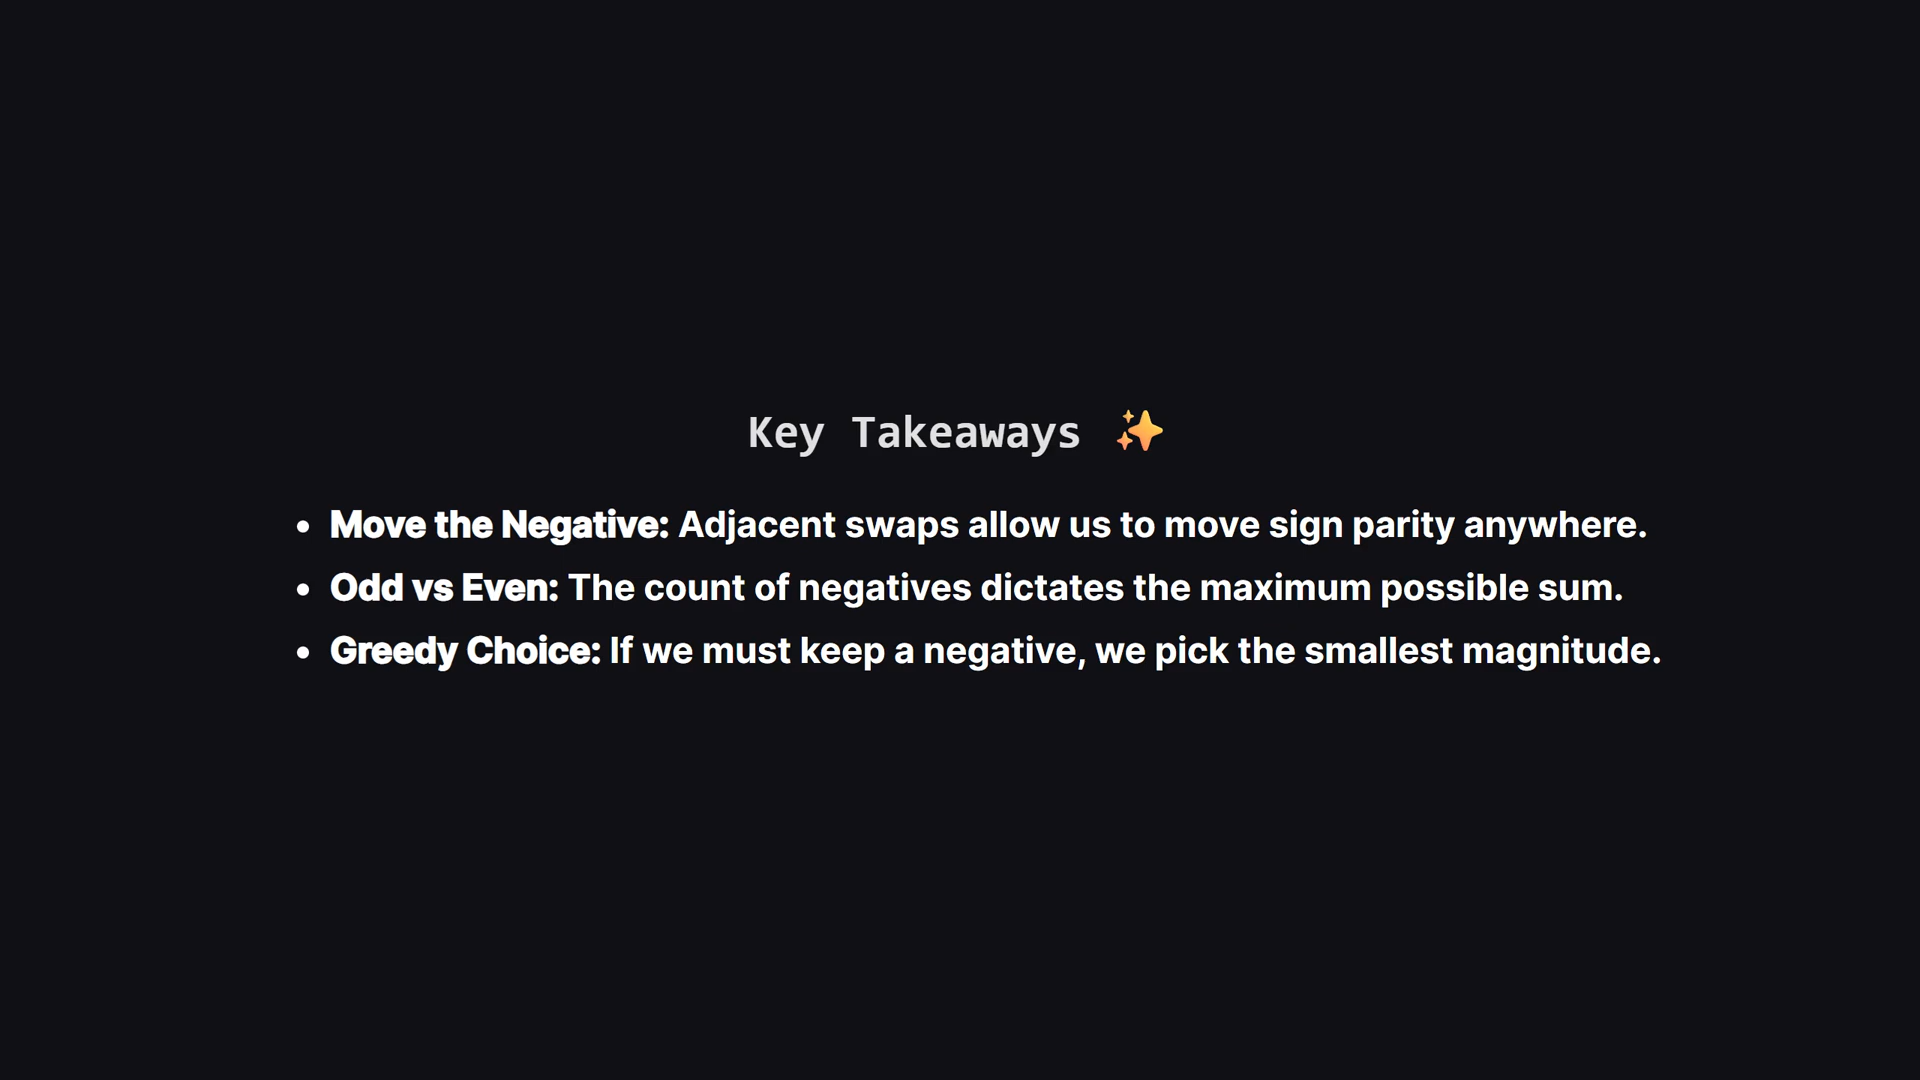 Key Takeaways ✨
• Move the Negative: Adjacent swaps allow us to move sign parity anywhere.
• Odd vs Even: The count of negatives dictates the maximum possible sum.
• Greedy Choice: If we must keep a negative, we pick the smallest magnitude.